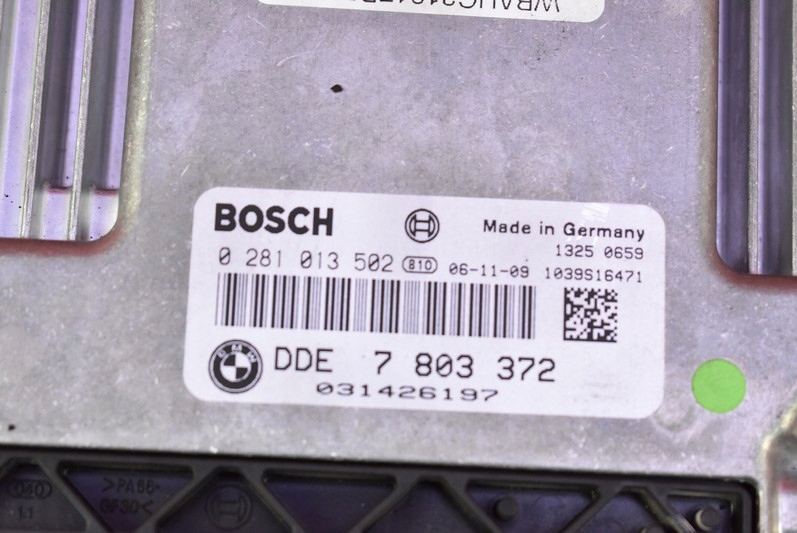 BOSCH
Made in Germany
1325 0659
0 281 013 502 810 06-11-09 1039S16471
BMW
DDE 7 803 372
031426197
>PA66-
GF30<